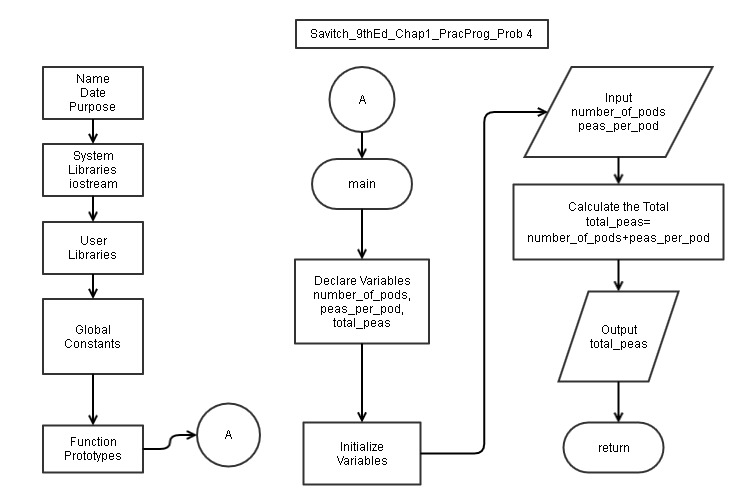 Savitch_9thEd_Chap1_PracProg_Prob 4
Name
Date
Purpose
System
Libraries
iostream
User
Libraries
Global
Constants
Function
Prototypes
A
A
main
Declare Variables
number_of_pods,
peas_per_pod,
total_peas
Initialize
Variables
Input
number_of_pods
peas_per_pod
Calculate the Total
total_peas=
number_of_pods+peas_per_pod
Output
total_peas
return